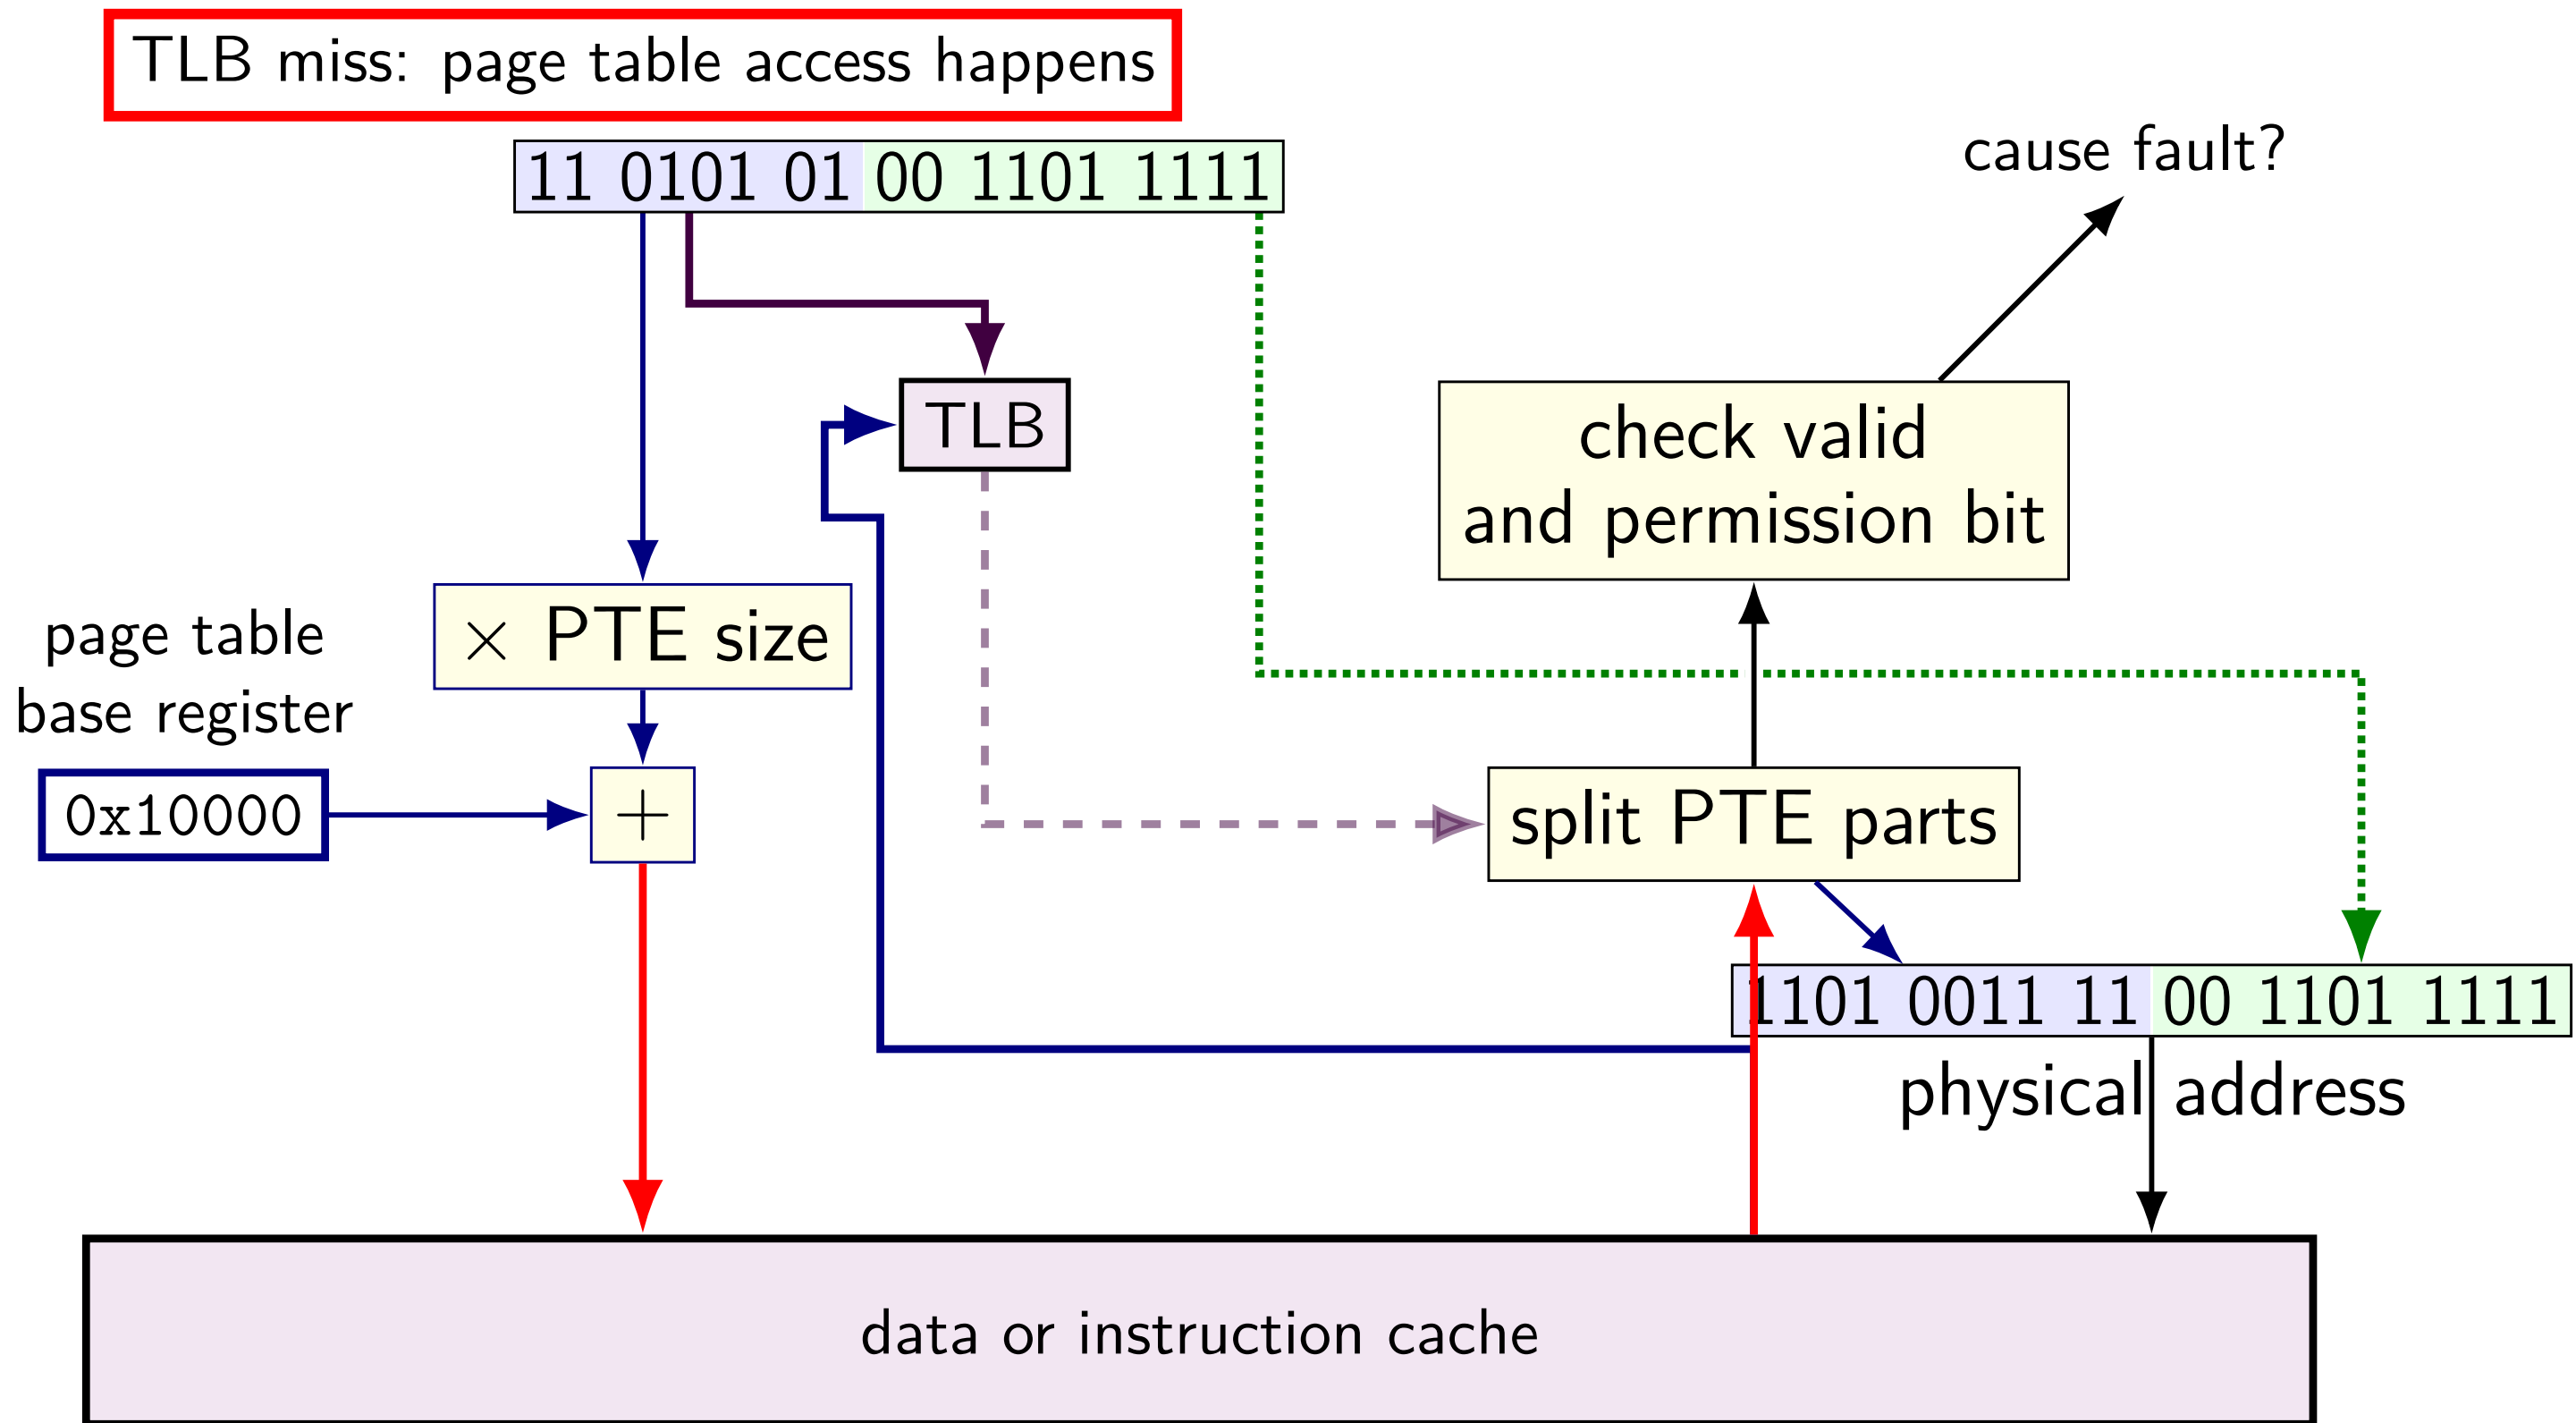 TLB miss: page table access happens
11 0101 01 00 1101 1111
cause fault?
TLB
check valid
and permission bit
× PTE size
page table
base register
0x10000
+
split PTE parts
1101 0011 11 00 1101 1111
physical address
data or instruction cache